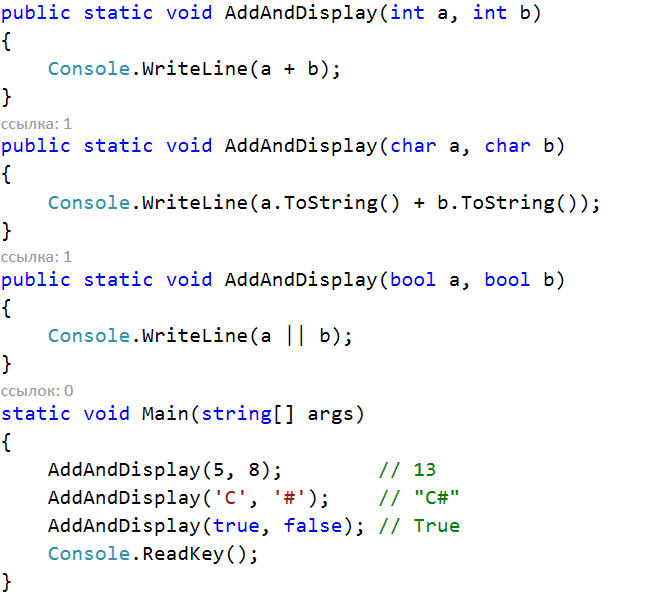 public static void AddAndDisplay(int a, int b)
{
    Console.WriteLine(a + b);
}
ссылка: 1
public static void AddAndDisplay(char a, char b)
{
    Console.WriteLine(a.ToString() + b.ToString());
}
ссылка: 1
public static void AddAndDisplay(bool a, bool b)
{
    Console.WriteLine(a || b);
}
ссылок: 0
static void Main(string[] args)
{
    AddAndDisplay(5, 8);        // 13
    AddAndDisplay('C', '#');    // "C#"
    AddAndDisplay(true, false); // True
    Console.ReadKey();
}